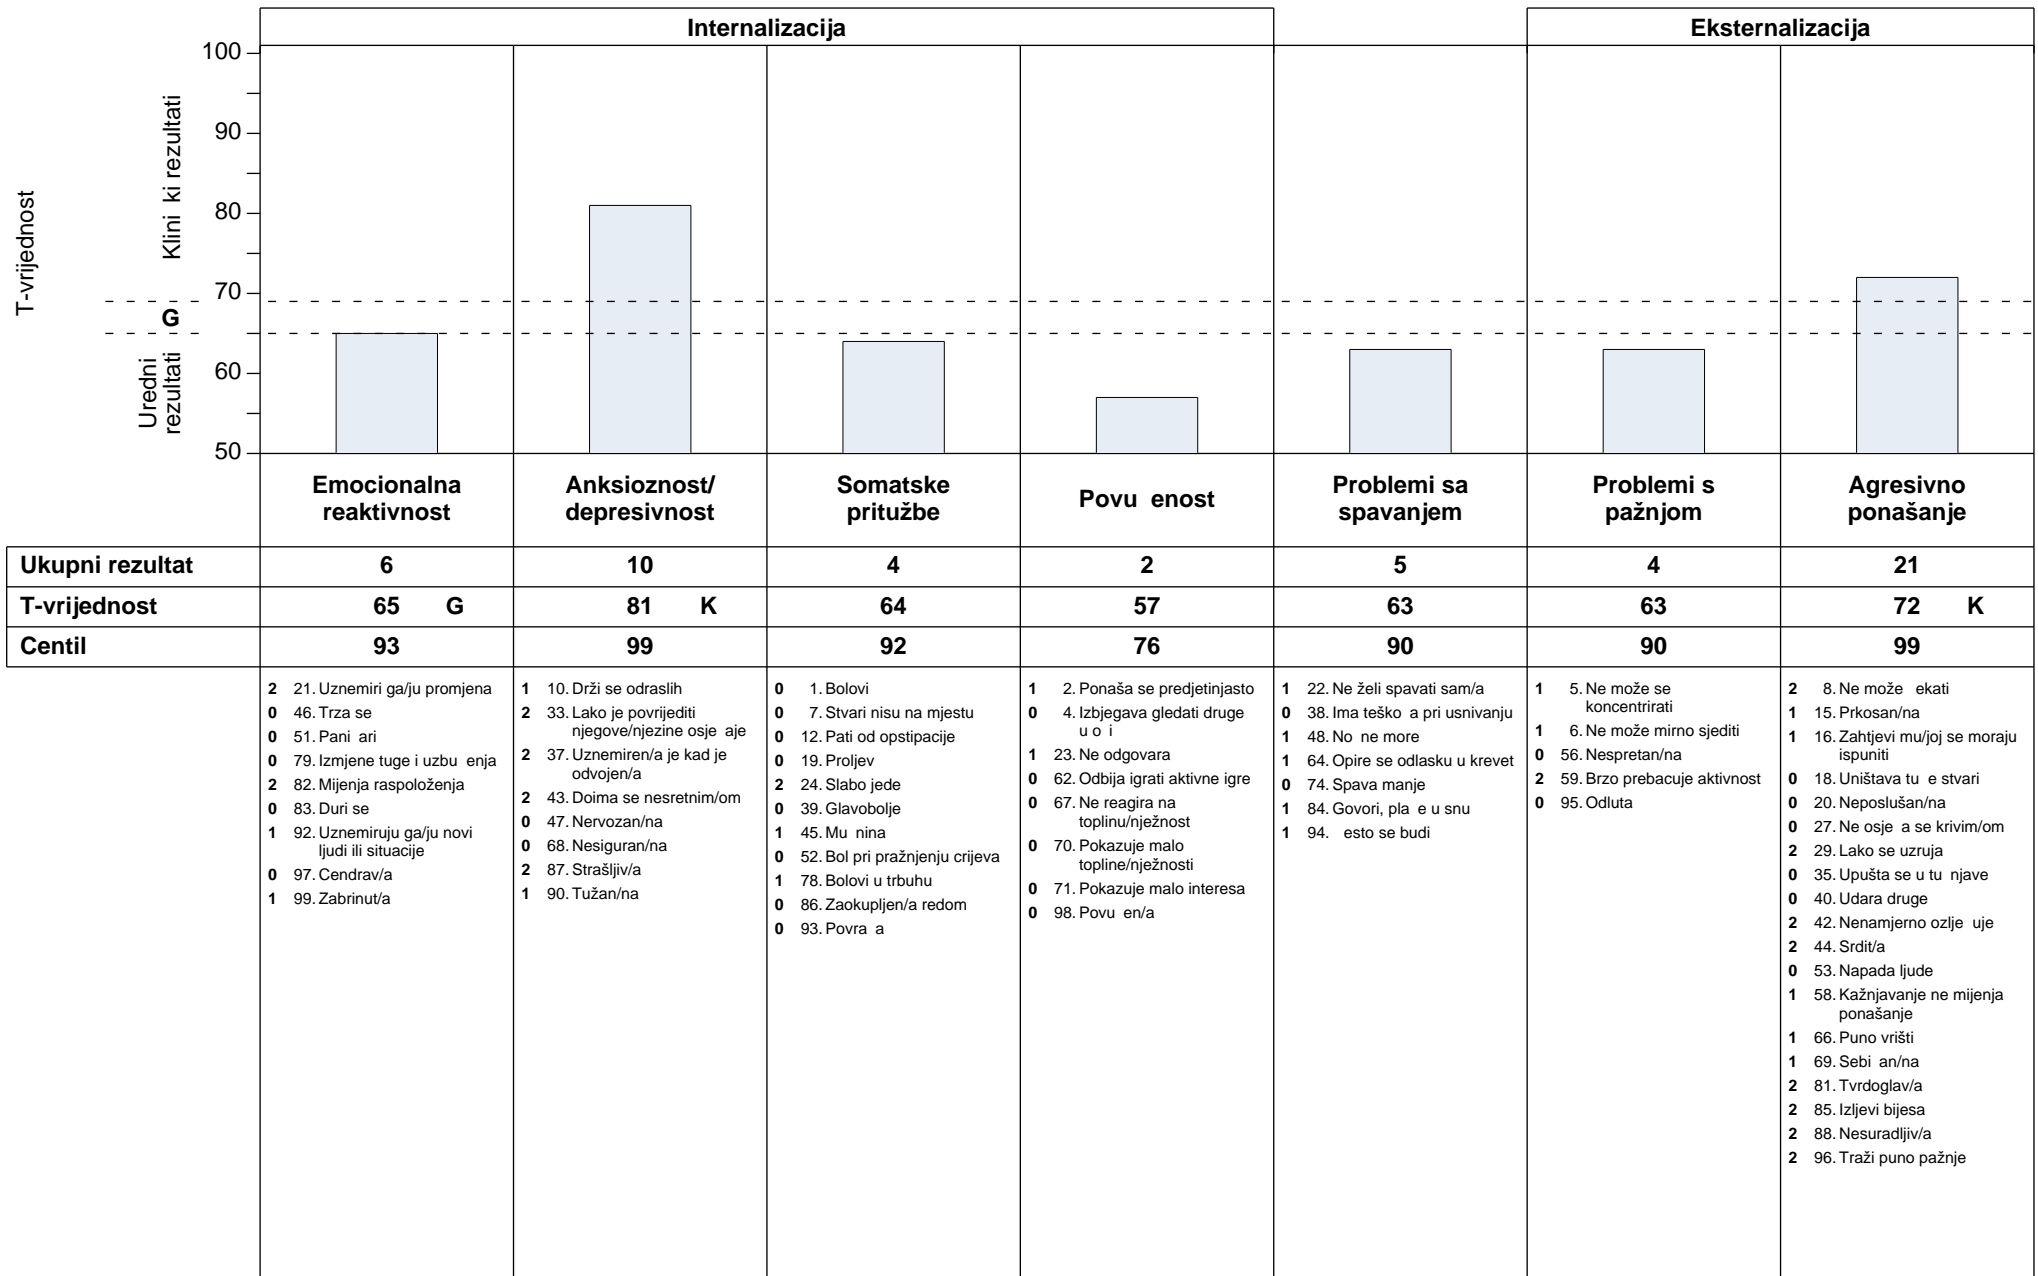 Internalizacija
Eksternalizacija
T-vrijednost
Klini ki rezultati
G
Uredni
rezultati
100
90
80
70
60
50
Emocionalna
reaktivnost
Anksioznost/
depresivnost
Somatske
pritužbe
Povu enost
Problemi sa
spavanjem
Problemi s
pažnjom
Agresivno
ponašanje
Ukupni rezultat 6 10 4 2 5 4 21
T-vrijednost 65 G 81 K 64 57 63 63 72 K
Centil 93 99 92 76 90 90 99
2 21. Uznemiri ga/ju promjena
0 46. Trza se
0 51. Pani ari
0 79. Izmjene tuge i uzbu enja
2 82. Mijenja raspoloženja
0 83. Duri se
1 92. Uznemiruju ga/ju novi
ljudi ili situacije
0 97. Cendrav/a
1 99. Zabrinut/a
1 10. Drži se odraslih
2 33. Lako je povrijediti
njegove/njezine osje aje
2 37. Uznemiren/a je kad je
odvojen/a
2 43. Doima se nesretnim/om
0 47. Nervozan/na
0 68. Nesiguran/na
2 87. Strašljiv/a
1 90. Tužan/na
0 1. Bolovi
0 7. Stvari nisu na mjestu
0 12. Pati od opstipacije
0 19. Proljev
2 24. Slabo jede
0 39. Glavobolje
1 45. Mu nina
0 52. Bol pri pražnjenju crijeva
1 78. Bolovi u trbuhu
0 86. Zaokupljen/a redom
0 93. Povra a
1 2. Ponaša se predjetinjasto
0 4. Izbjegava gledati druge
u o i
1 23. Ne odgovara
0 62. Odbija igrati aktivne igre
0 67. Ne reagira na
toplinu/nježnost
0 70. Pokazuje malo
topline/nježnosti
0 71. Pokazuje malo interesa
0 98. Povu en/a
1 22. Ne želi spavati sam/a
0 38. Ima teško a pri usnivanju
1 48. No ne more
1 64. Opire se odlasku u krevet
0 74. Spava manje
1 84. Govori, pla e u snu
1 94. esto se budi
1 5. Ne može se
koncentrirati
1 6. Ne može mirno sjediti
0 56. Nespretan/na
2 59. Brzo prebacuje aktivnost
0 95. Odluta
2 8. Ne može ekati
1 15. Prkosan/na
1 16. Zahtjevi mu/joj se moraju
ispuniti
0 18. Uništava tu e stvari
0 20. Neposlušan/na
0 27. Ne osje a se krivim/om
2 29. Lako se uzruja
0 35. Upušta se u tu njave
0 40. Udara druge
2 42. Nenamjerno ozlje uje
2 44. Srdit/a
0 53. Napada ljude
1 58. Kažnjavanje ne mijenja
ponašanje
1 66. Puno vrišti
1 69. Sebi an/na
2 81. Tvrdoglav/a
2 85. Izljevi bijesa
2 88. Nesuradljiv/a
2 96. Traži puno pažnje